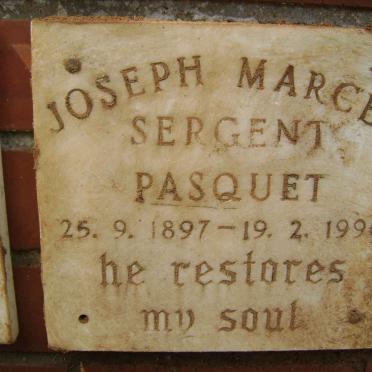 JOSEPH MARCE
SERGENT
PASQUET
25. 9. 1897 – 19. 2. 199
he restores
my soul